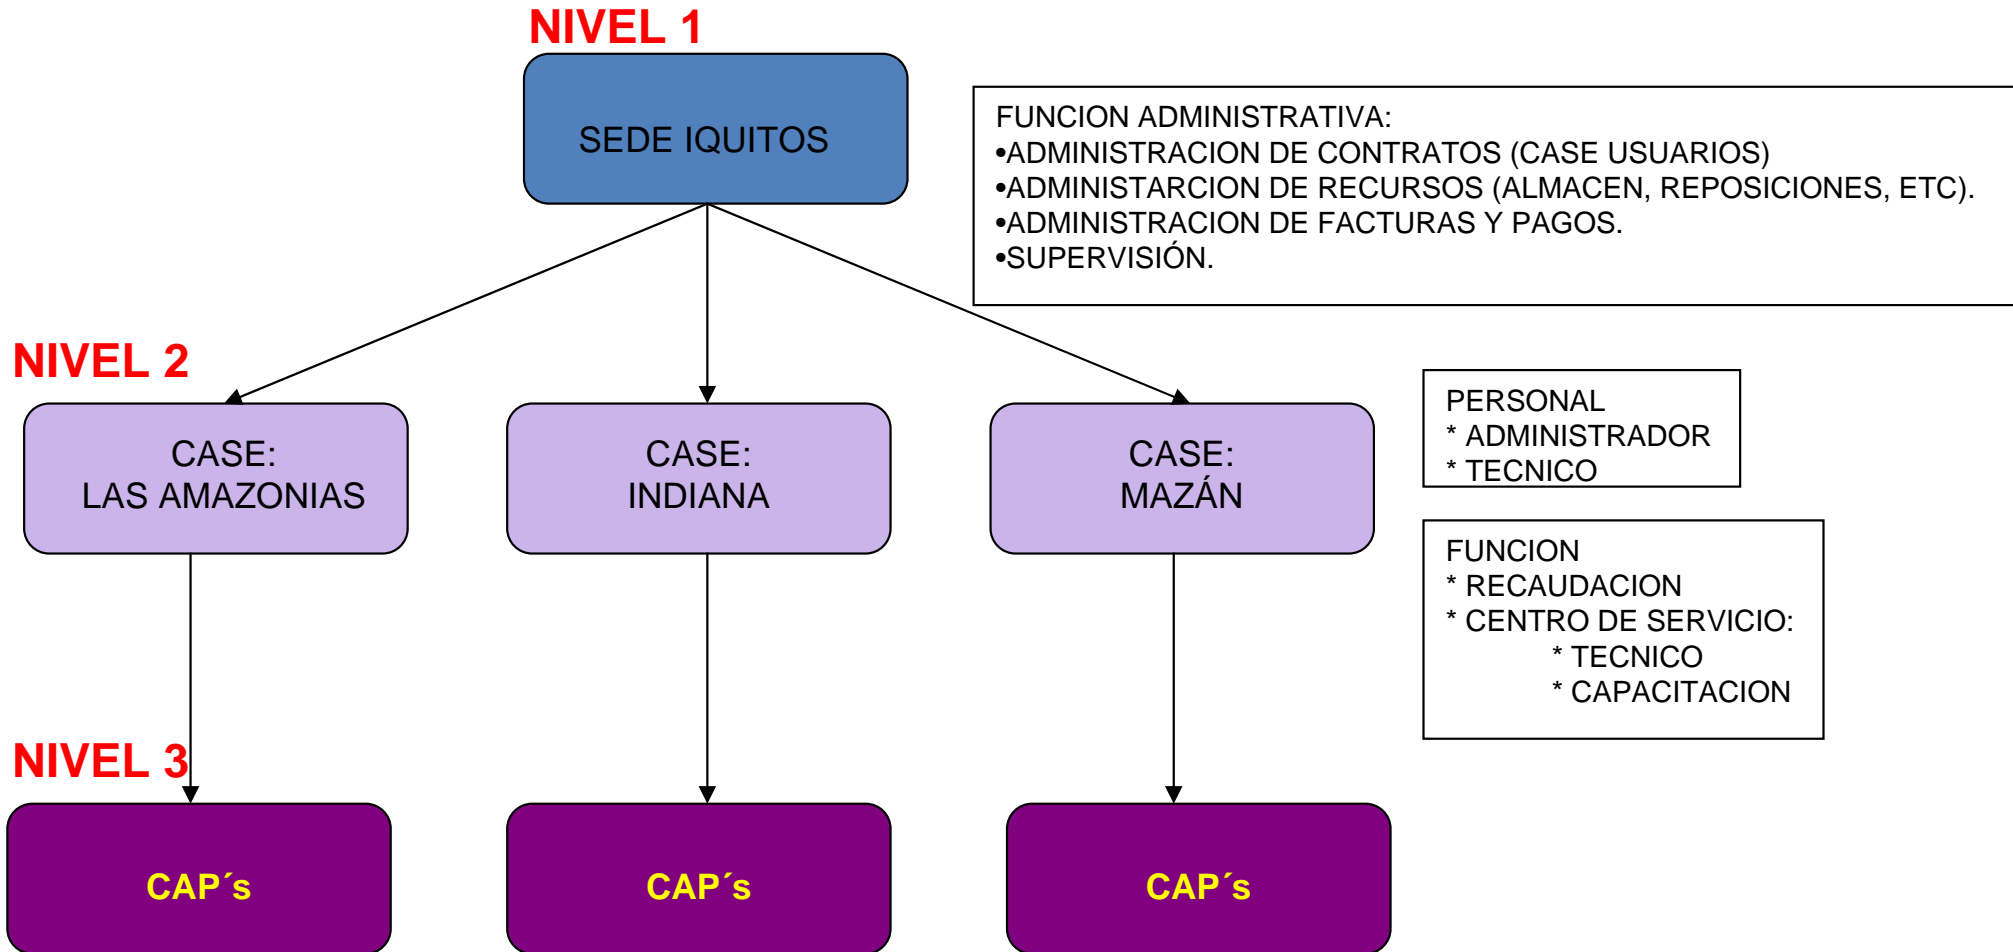 NIVEL 1
SEDE IQUITOS
FUNCION ADMINISTRATIVA:
•ADMINISTRACION DE CONTRATOS (CASE USUARIOS)
•ADMINISTARCION DE RECURSOS (ALMACEN, REPOSICIONES, ETC).
•ADMINISTRACION DE FACTURAS Y PAGOS.
•SUPERVISIÓN.
NIVEL 2
CASE:
LAS AMAZONIAS
CASE:
INDIANA
CASE:
MAZÁN
PERSONAL
* ADMINISTRADOR
* TECNICO
FUNCION
* RECAUDACION
* CENTRO DE SERVICIO:
* TECNICO
* CAPACITACION
NIVEL 3
CAP´s
CAP´s
CAP´s